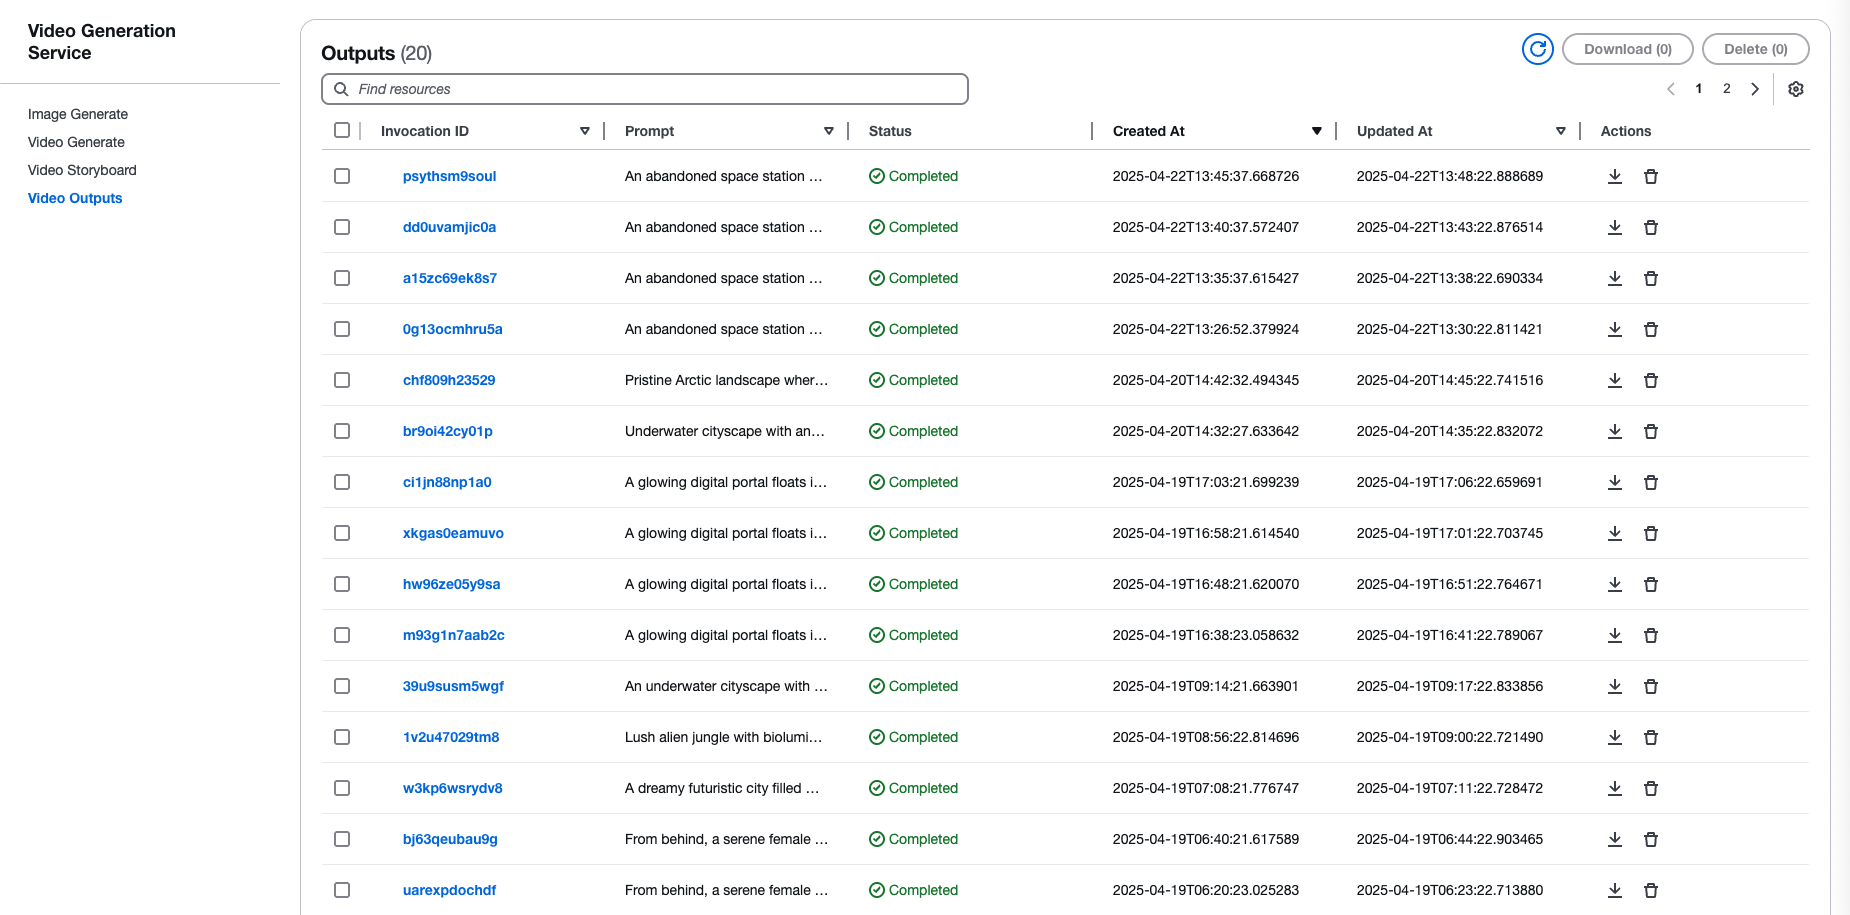 Video Generation
Service
Image Generate
Video Generate
Video Storyboard
Video Outputs
Outputs (20)
Download (0)
Delete (0)
Find resources
1 2
Invocation ID Prompt Status Created At Updated At Actions
psythsm9soul An abandoned space station … Completed 2025-04-22T13:45:37.668726 2025-04-22T13:48:22.888689
dd0uvamjic0a An abandoned space station … Completed 2025-04-22T13:40:37.572407 2025-04-22T13:43:22.876514
a15zc69ek8s7 An abandoned space station … Completed 2025-04-22T13:35:37.615427 2025-04-22T13:38:22.690334
0g13ocmhru5a An abandoned space station … Completed 2025-04-22T13:26:52.379924 2025-04-22T13:30:22.811421
chf809h23529 Pristine Arctic landscape wher… Completed 2025-04-20T14:42:32.494345 2025-04-20T14:45:22.741516
br9oi42cy01p Underwater cityscape with an… Completed 2025-04-20T14:32:27.633642 2025-04-20T14:35:22.832072
ci1jn88np1a0 A glowing digital portal floats i… Completed 2025-04-19T17:03:21.699239 2025-04-19T17:06:22.659691
xkgas0eamuvo A glowing digital portal floats i… Completed 2025-04-19T16:58:21.614540 2025-04-19T17:01:22.703745
hw96ze05y9sa A glowing digital portal floats i… Completed 2025-04-19T16:48:21.620070 2025-04-19T16:51:22.764671
m93g1n7aab2c A glowing digital portal floats i… Completed 2025-04-19T16:38:23.058632 2025-04-19T16:41:22.789067
39u9susm5wgf An underwater cityscape with … Completed 2025-04-19T09:14:21.663901 2025-04-19T09:17:22.833856
1v2u47029tm8 Lush alien jungle with biolumi… Completed 2025-04-19T08:56:22.814696 2025-04-19T09:00:22.721490
w3kp6wsrydv8 A dreamy futuristic city filled … Completed 2025-04-19T07:08:21.776747 2025-04-19T07:11:22.728472
bj63qeubau9g From behind, a serene female … Completed 2025-04-19T06:40:21.617589 2025-04-19T06:44:22.903465
uarexpdochdf From behind, a serene female … Completed 2025-04-19T06:20:23.025283 2025-04-19T06:23:22.713880